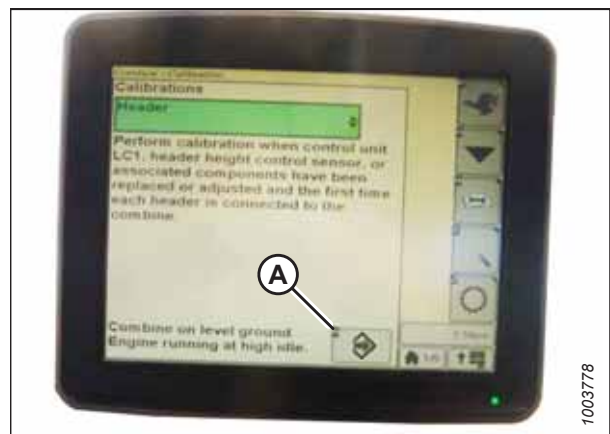 Calibrations
Header
Perform calibration when control unit
LC1, header height control sensor, or
associated components have been
replaced or adjusted and the first time
each header is connected to the
combine.
A
Combine on level ground.
Engine running at high idle.
1003778